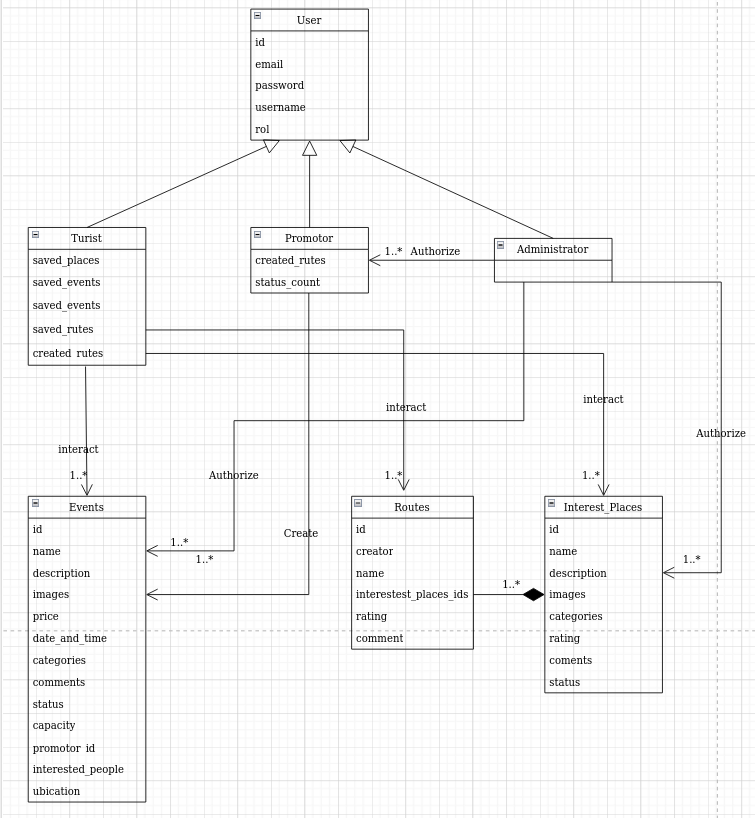 User
id
email
password
username
rol
Turist
saved_places
saved_events
saved_events
saved_rutes
created_rutes
Promotor
created_rutes
status_count
1..* Authorize
Administrator
interact
1..*
interact
1..*
interact
1..*
Authorize
1..*
1..*
Create
Authorize
1..*
Events
id
name
description
images
price
date_and_time
categories
comments
status
capacity
promotor_id
interested_people
ubication
Routes
id
creator
name
interestest_places_ids
rating
comment
1..*
Interest_Places
id
name
description
images
categories
rating
coments
status